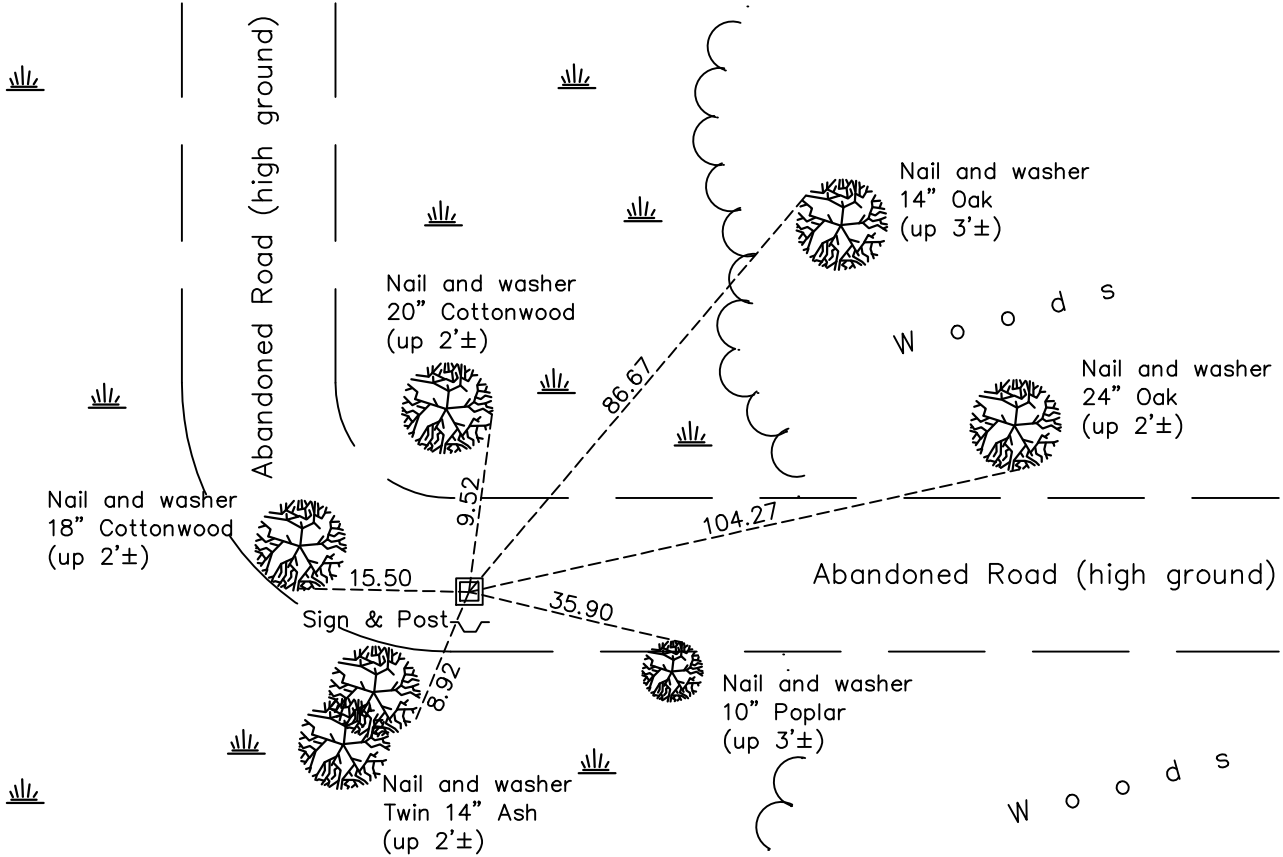 Abandoned Road (high ground)
Nail and washer
14” Oak
(up 3'±)
Nail and washer
20” Cottonwood
(up 2'±)
W o o d s
86.67
Nail and washer
24” Oak
(up 2'±)
Nail and washer
18” Cottonwood
(up 2'±)
9.52
104.27
15.50
35.90
Abandoned Road (high ground)
Sign & Post
8.92
Nail and washer
10” Poplar
(up 3'±)
Nail and washer
Twin 14” Ash
(up 2'±)
W o o d s